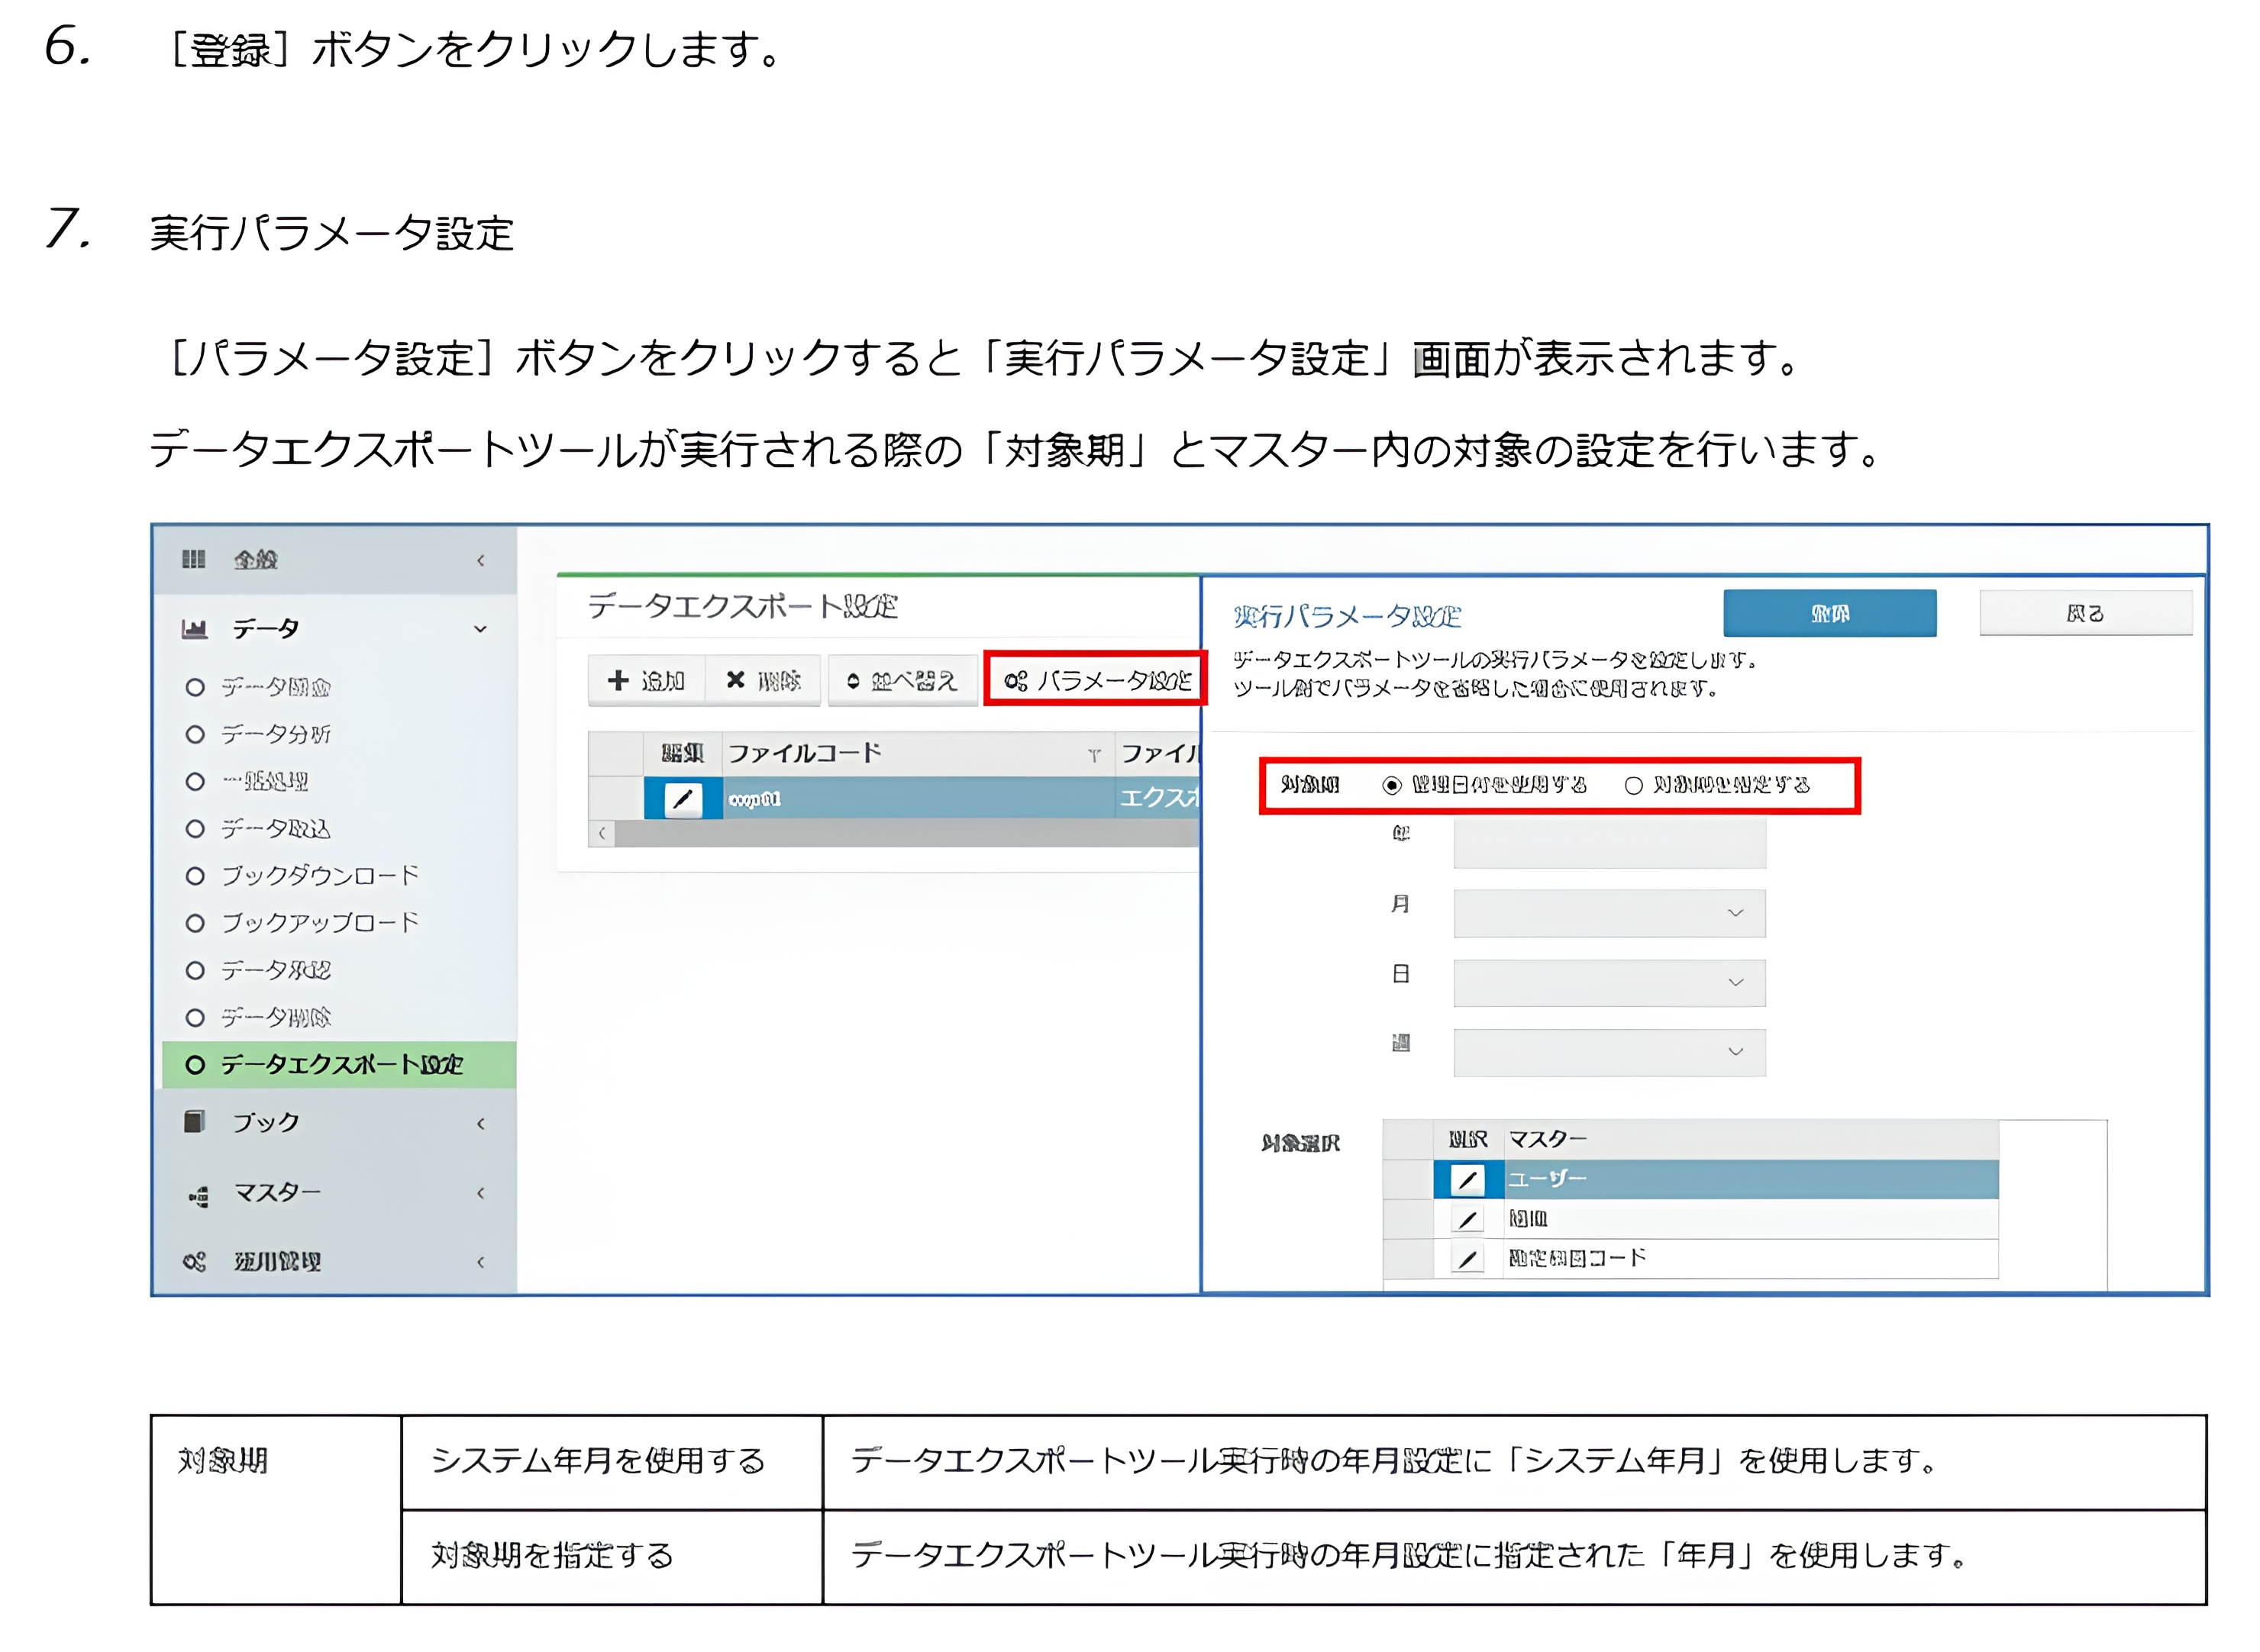 6. ［登録］ボタンをクリックします。
7. 実行パラメータ設定
［パラメータ設定］ボタンをクリックすると「実行パラメータ設定」画面が表示されます。
データエクスポートツールが実行される際の「対象期」とマスター内の対象の設定を行います。
全般
データ
データ分析
一括処理
データ取込
ブックダウンロード
ブックアップロード
データ承認
データ削除
データエクスポート設定
ブック
マスター
運用管理
データエクスポート設定
追加 削除 並べ替え パラメータ設定
編集 ファイルコード ファイル
エクスポ
実行パラメータ設定
戻る
データエクスポートツールの実行パラメータを設定します。
ツール側でパラメータを省略した場合に使用されます。
対象期 管理日付を使用する 対象期を指定する
年
月
日
週
対象選択
選択 マスター
ユーザー
科目コード
対象期 システム年月を使用する データエクスポートツール実行時の年月設定に「システム年月」を使用します。
対象期を指定する データエクスポートツール実行時の年月設定に指定された「年月」を使用します。